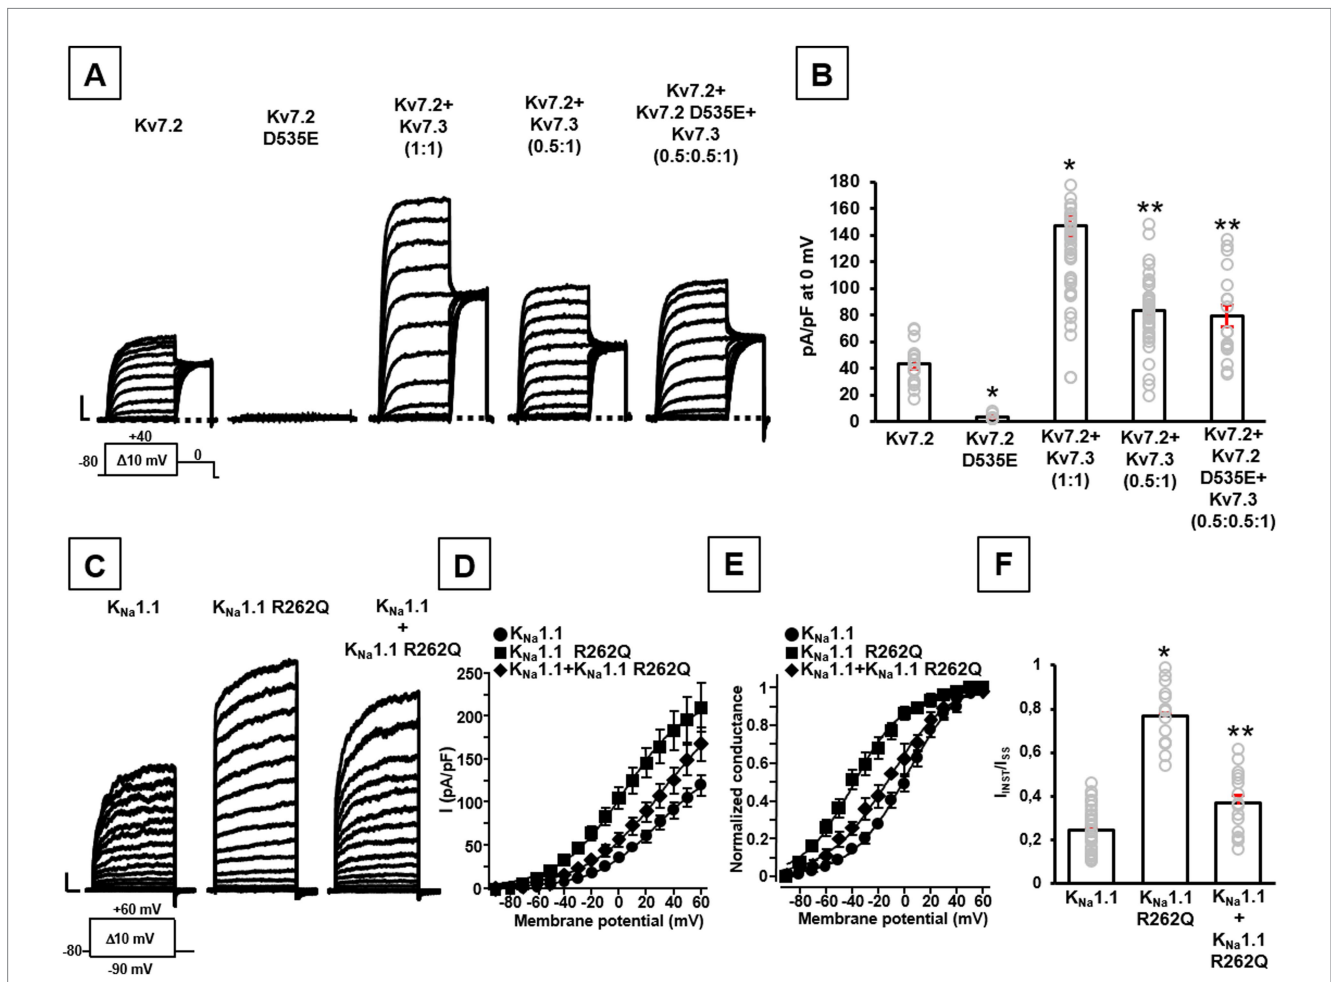 A
Kv7.2
Kv7.2
D535E
Kv7.2+
Kv7.3
(1:1)
Kv7.2+
Kv7.3
(0.5:1)
Kv7.2+
Kv7.2 D535E+
Kv7.3
(0.5:0.5:1)
+40
-80
Δ10 mV
0
B
pA/pF at 0 mV
180
160
140
120
100
80
60
40
20
0
*
*
**
**
Kv7.2
Kv7.2
D535E
Kv7.2+
Kv7.3
(1:1)
Kv7.2+
Kv7.3
(0.5:1)
Kv7.2+
Kv7.2
D535E+
Kv7.3
(0.5:0.5:1)
C
KNa1.1
KNa1.1 R262Q
KNa1.1
+
KNa1.1 R262Q
+60 mV
-80
Δ10 mV
-90 mV
D
KNa1.1
KNa1.1 R262Q
KNa1.1+KNa1.1 R262Q
I (pA/pF)
250
200
150
100
50
0
-80 -60 -40 -20 0 20 40 60
Membrane potential (mV)
E
KNa1.1
KNa1.1 R262Q
KNa1.1+KNa1.1 R262Q
Normalized conductance
1
0.8
0.6
0.4
0.2
0
-80 -60 -40 -20 0 20 40 60
Membrane potential (mV)
F
IINST/ISS
1
0,8
0,6
0,4
0,2
0
*
**
KNa1.1
KNa1.1
R262Q
KNa1.1
+
KNa1.1
R262Q